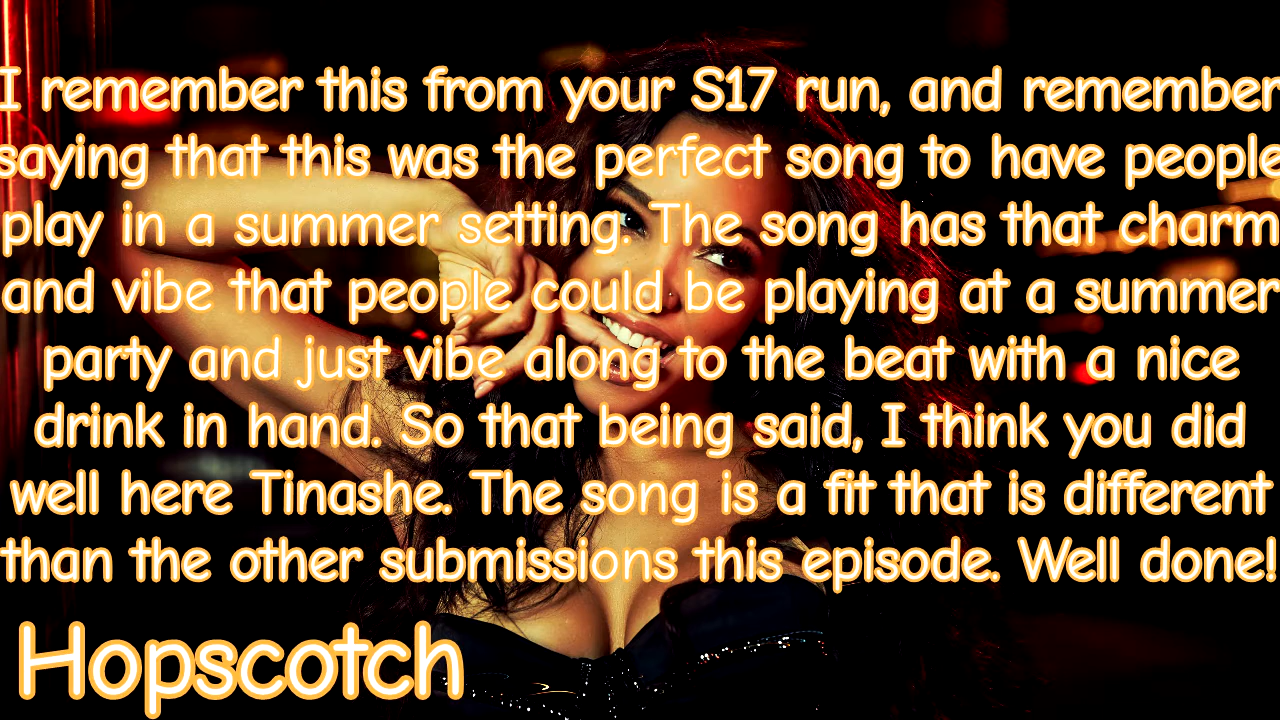 I remember this from your S17 run, and remember
saying that this was the perfect song to have people
play in a summer setting. The song has that charm
and vibe that people could be playing at a summer
party and just vibe along to the beat with a nice
drink in hand. So that being said, I think you did
well here Tinashe. The song is a fit that is different
than the other submissions this episode. Well done!
Hopscotch